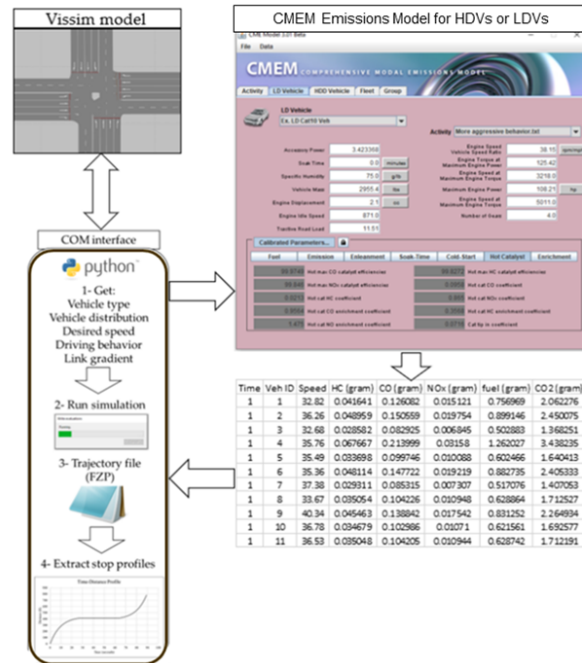 Vissim model
CMEM Emissions Model for HDVs or LDVs
CME Model 3.01 Beta
File Data
CMEM COMPREHENSIVE MODAL EMISSIONS MODEL
Activity LD Vehicle HDD Vehicle Fleet Group
LD Vehicle
Ex. LD Cat10 Veh
Activity More aggressive behavior.txt
Accessory Power 3.423368
Soak Time 0.0 minutes
Specific Humidity 75.0
Vehicle Mass 2955.4 lbs
Engine Displacement 2.1
Engine Idle Speed 871.0
Tractive Road Load 11.51
Engine Speed
Vehicle Speed Ratio 38.15
Engine Torque at
Maximum Engine Torque 125.42
Engine Speed at
Maximum Engine Torque 3218.0
Maximum Engine Power 108.21 hp
Engine Speed at
Maximum Engine Torque 5011.0
Number of Gears 4.0
Calibrated Parameters...
Fuel Emission Enleanment Soak-Time Cold-Start Hot Catalyst Enrichment
Hot max CO catalyst efficiencies
Hot max NOx catalyst efficiencies
Hot cat HC coefficient
Hot cat NO enrichment coefficient
Hot max HC catalyst efficiencies
Hot cat CO coefficient
Hot cat NOx coefficient
Hot cat HC enrichment coefficient
COM interface
python
1- Get:
Vehicle type
Vehicle distribution
Desired speed
Driving behavior
Link gradient
2- Run simulation
3- Trajectory file
(FZP)
4- Extract stop profiles
Time Distance Profile
Time Veh ID Speed HC (gram) CO (gram) NOx (gram) fuel (gram) CO2 (gram)
1 1 32.82 0.041641 0.126082 0.015121 0.756969 2.062276
1 2 36.26 0.048959 0.150559 0.019754 0.899146 2.450075
1 3 32.68 0.028582 0.082925 0.006845 0.502883 1.368251
1 4 35.76 0.067667 0.213999 0.03158 1.262027 3.438235
1 5 35.49 0.033698 0.099746 0.010088 0.602466 1.640413
1 6 35.36 0.048114 0.147722 0.019219 0.882735 2.405333
1 7 37.38 0.029311 0.085315 0.007307 0.517076 1.407053
1 8 33.67 0.035054 0.104226 0.010948 0.628864 1.712527
1 9 40.34 0.045463 0.138842 0.017542 0.831252 2.264934
1 10 36.78 0.034679 0.102986 0.01071 0.621561 1.692577
1 11 36.53 0.035048 0.104205 0.010944 0.628742 1.712191